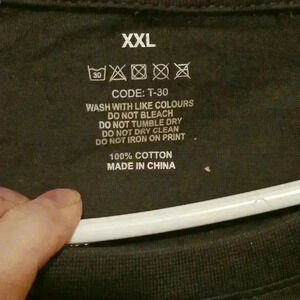 XXL
30
CODE: T-30
WASH WITH LIKE COLOURS
DO NOT BLEACH
DO NOT TUMBLE DRY
DO NOT DRY CLEAN
DO NOT IRON ON PRINT
100% COTTON
MADE IN CHINA